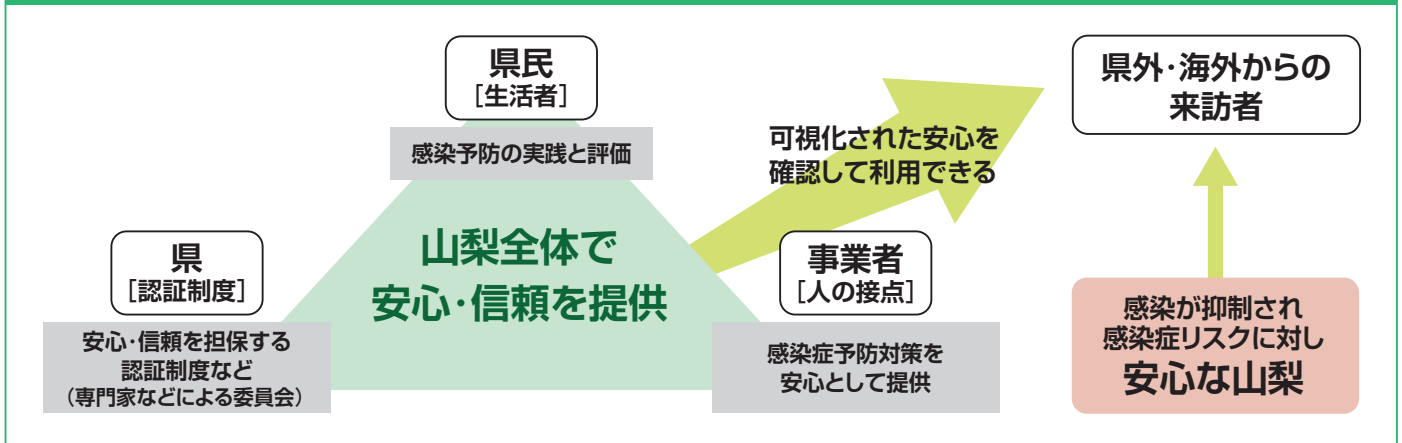 県民
［生活者］
感染予防の実践と評価
県
［認証制度］
安心・信頼を担保する
認証制度など
（専門家などによる委員会）
山梨全体で
安心・信頼を提供
事業者
［人の接点］
感染症予防対策を
安心として提供
可視化された安心を
確認して利用できる
県外・海外からの
来訪者
感染が抑制され
感染症リスクに対し
安心な山梨